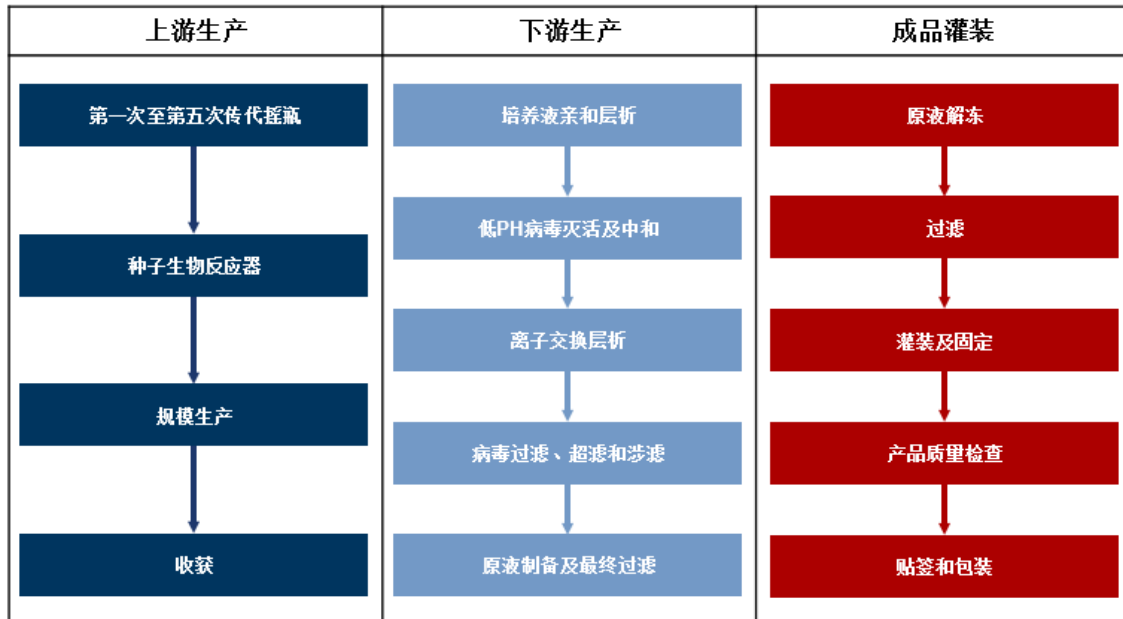 上游生产
下游生产
成品灌装
第一次至第五次传代摇瓶
种子生物反应器
规模生产
收获
培养液亲和层析
低PH病毒灭活及中和
离子交换层析
病毒过滤、超滤和涉滤
原液制备及最终过滤
原液解冻
过滤
灌装及固定
产品质量检查
贴签和包装